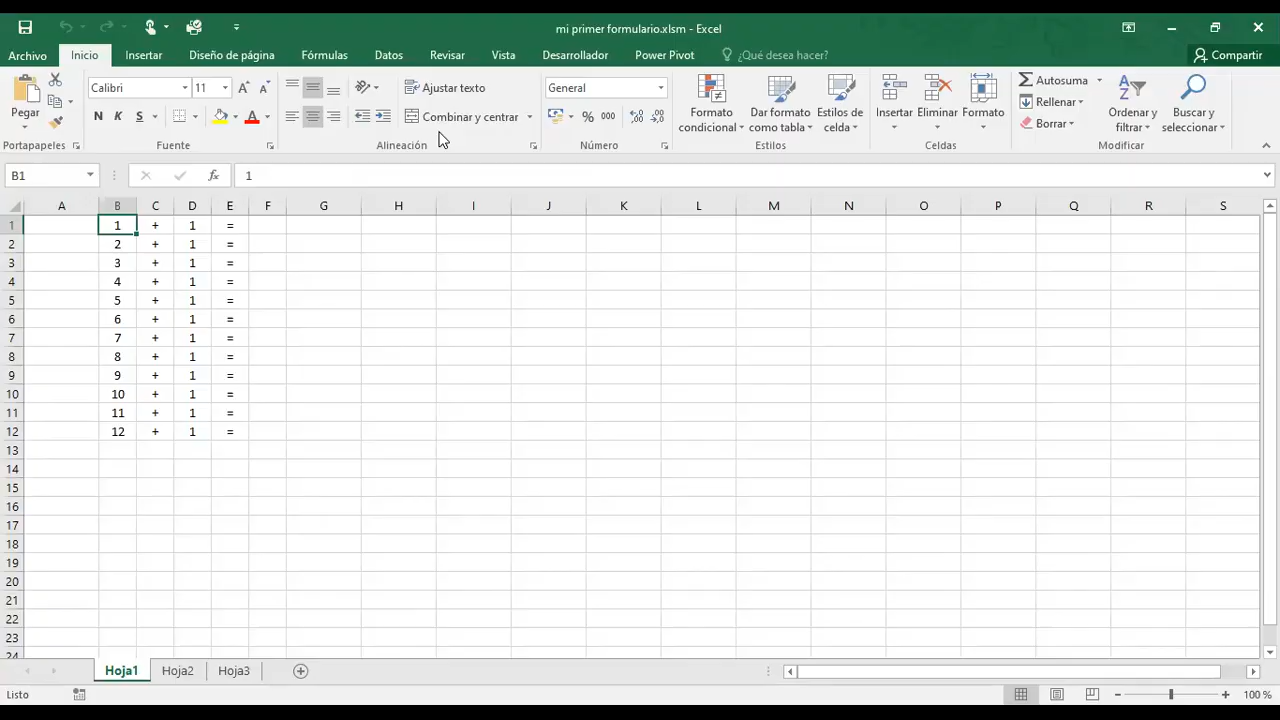 mi primer formulario.xlsm - Excel
Archivo Inicio Insertar Diseño de página Fórmulas Datos Revisar Vista Desarrollador Power Pivot ¿Qué desea hacer? Compartir
Pegar
Portapapeles
Calibri 11 A A
N K S A
Fuente
Ajustar texto
Combinar y centrar
Alineación
General
% 000
Número
Formato condicional
Dar formato como tabla
Estilos de celda
Estilos
Insertar Eliminar Formato
Celdas
Autosuma
Rellenar
Borrar
Ordenar y filtrar
Buscar y seleccionar
Modificar
B1 fx 1
A B C D E F G H I J K L M N O P Q R S
1 1 + 1 =
2 2 + 1 =
3 3 + 1 =
4 4 + 1 =
5 5 + 1 =
6 6 + 1 =
7 7 + 1 =
8 8 + 1 =
9 9 + 1 =
10 10 + 1 =
11 11 + 1 =
12 12 + 1 =
13
14
15
16
17
18
19
20
21
22
23
24
Hoja1 Hoja2 Hoja3
Listo 100 %